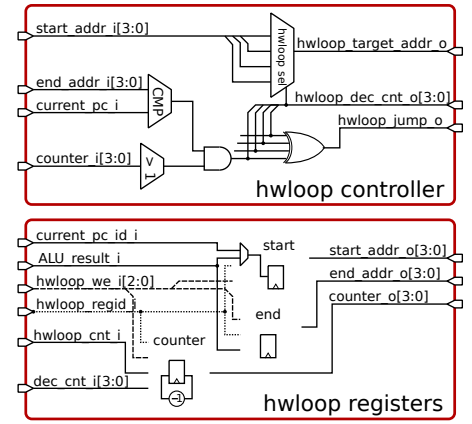 start_addr_i[3:0]
hwloop sel
hwloop_target_addr_o
end_addr_i[3:0]
CMP
hwloop_dec_cnt_o[3:0]
current_pc_i
hwloop_jump_o
counter_i[3:0]
> 1
hwloop controller
current_pc_id_i
start
start_addr_o[3:0]
ALU_result_i
hwloop_we_i[2:0]
end_addr_o[3:0]
hwloop_regid_i
counter_o[3:0]
end
hwloop_cnt_i
counter
dec_cnt_i[3:0]
-1
hwloop registers